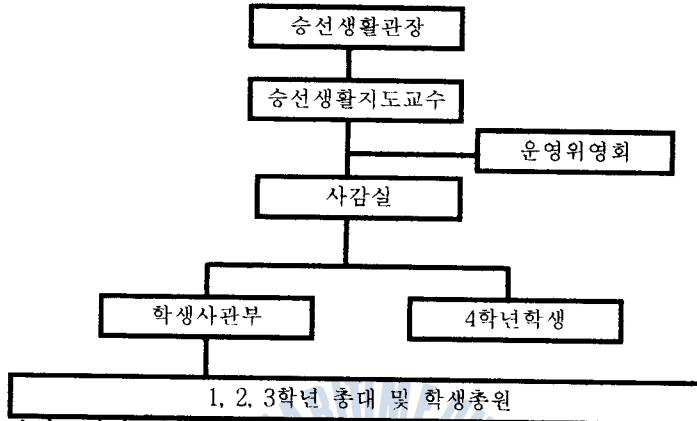 승선생활관장
승선생활지도교수
운영위영회
사감실
학생사관부
4학년학생
1, 2, 3학년 총대 및 학생총원